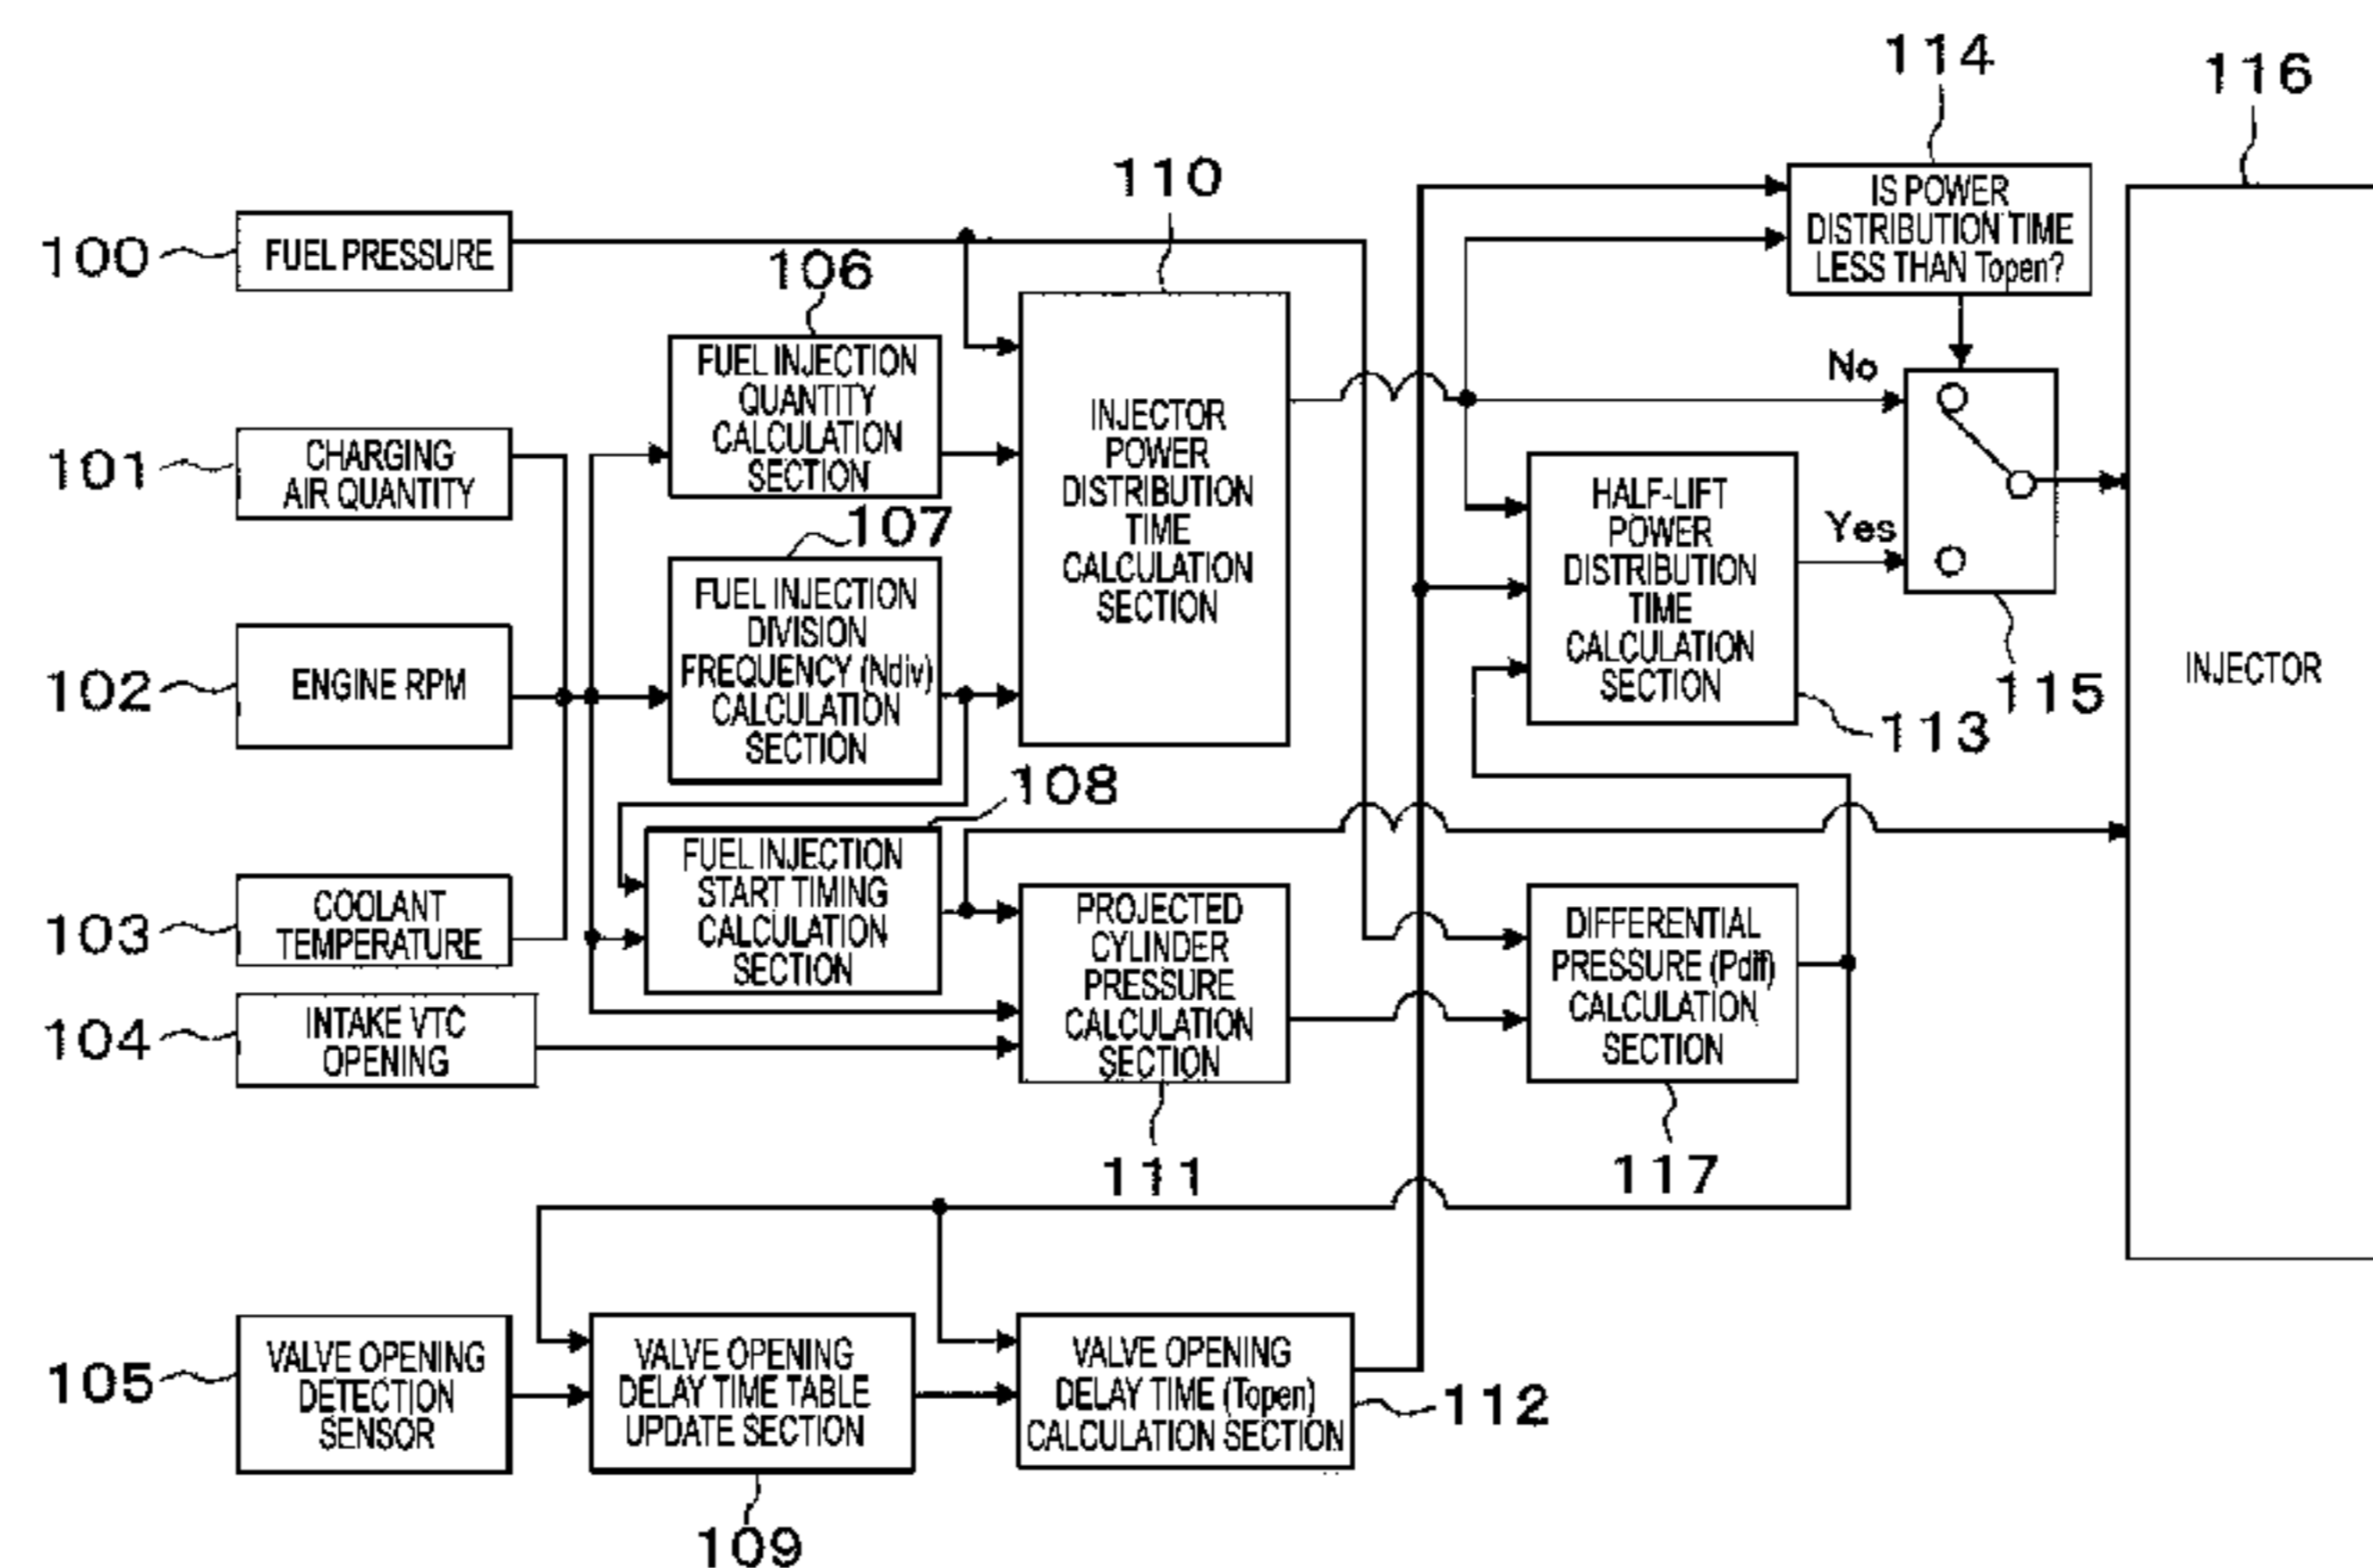 114
116
110
IS POWER
DISTRIBUTION TIME
LESS THAN Topen?
100
FUEL PRESSURE
106
FUEL INJECTION
QUANTITY
CALCULATION
SECTION
No
101
CHARGING
AIR QUANTITY
INJECTOR
POWER
DISTRIBUTION
TIME
CALCULATION
SECTION
HALF-LIFT
POWER
DISTRIBUTION
TIME
CALCULATION
SECTION
Yes
107
FUEL INJECTION
DIVISION
FREQUENCY (Ndiv)
CALCULATION
SECTION
102
ENGINE RPM
INJECTOR
115
113
108
FUEL INJECTION
START TIMING
CALCULATION
SECTION
103
COOLANT
TEMPERATURE
PROJECTED
CYLINDER
PRESSURE
CALCULATION
SECTION
DIFFERENTIAL
PRESSURE (Pdiff)
CALCULATION
SECTION
104
INTAKE VTC
OPENING
111
117
105
VALVE OPENING
DETECTION
SENSOR
VALVE OPENING
DELAY TIME TABLE
UPDATE SECTION
VALVE OPENING
DELAY TIME (Topen)
CALCULATION SECTION
112
109